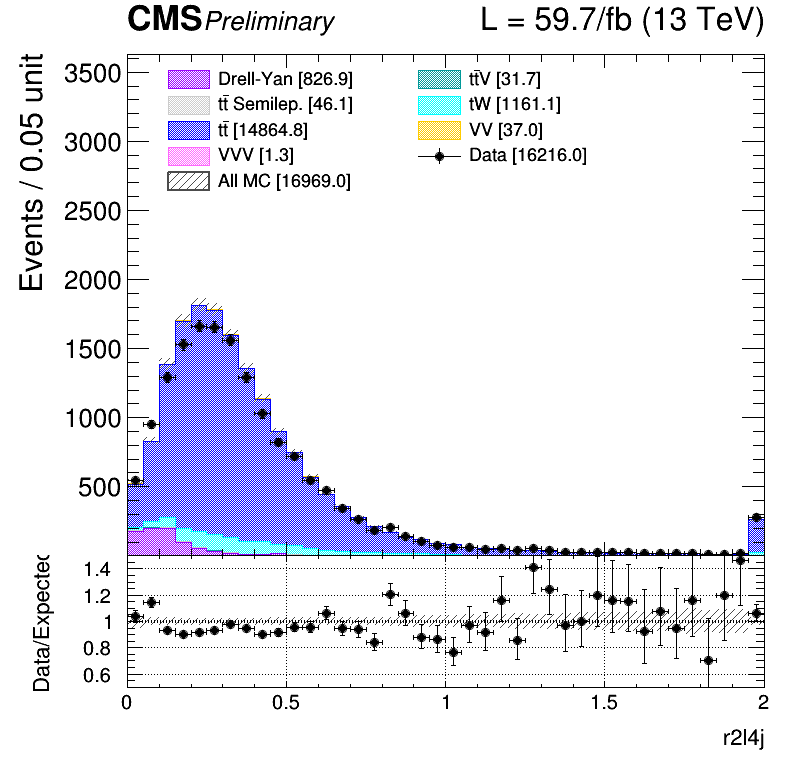 CMS Preliminary L = 59.7/fb (13 TeV)
Events / 0.05 unit
3500
3000
2500
2000
1500
1000
500
Drell-Yan [826.9]
tt̄ Semilep. [46.1]
tt̄ [14864.8]
VVV [1.3]
All MC [16969.0]
tt̄V [31.7]
tW [1161.1]
VV [37.0]
Data [16216.0]
Data/Expected
1.4
1.2
1
0.8
0.6
0 0.5 1 1.5 2
r2l4j